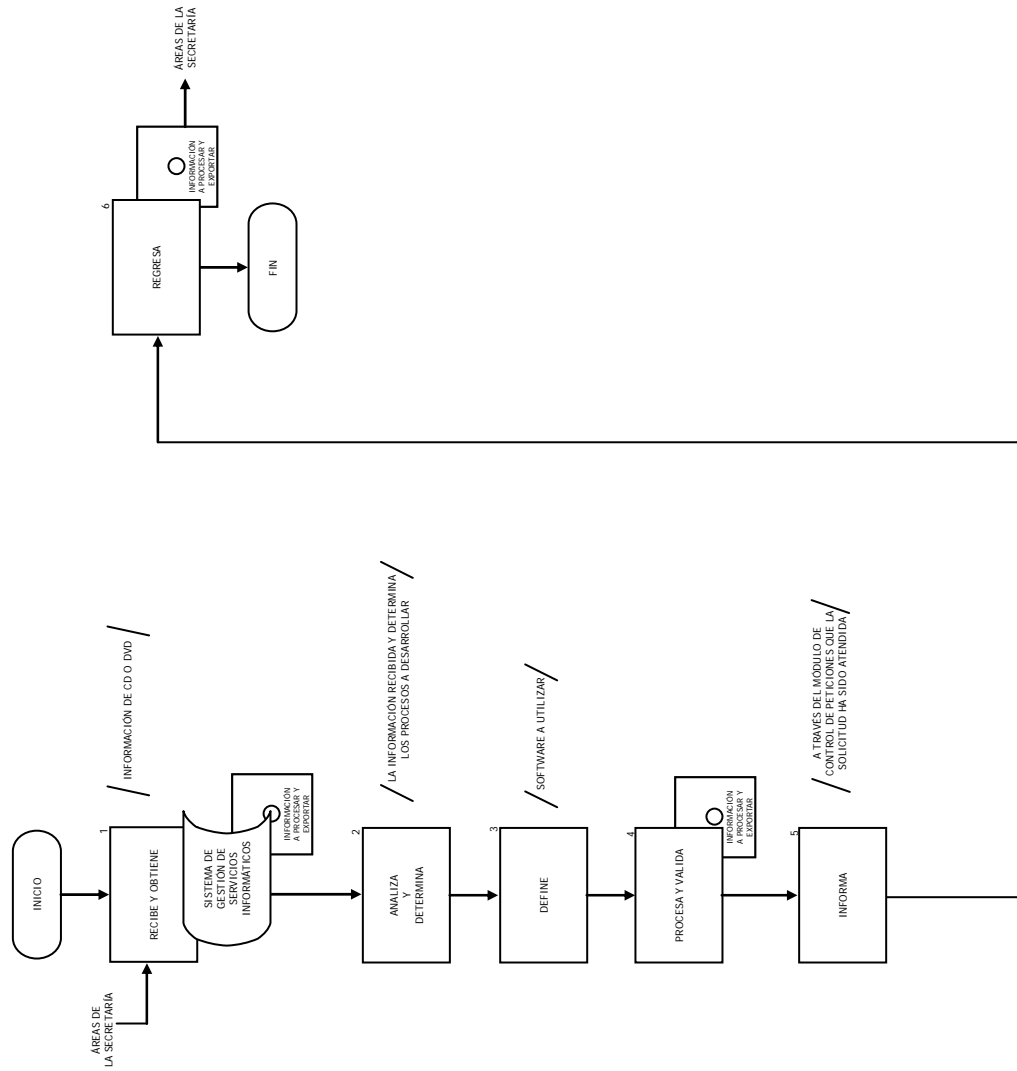 INICIO
ÁREAS DE
LA SECRETARÍA
1
RECIBE Y OBTIENE
INFORMACIÓN DE CD O DVD
SISTEMA DE
GESTIÓN DE
SERVICIOS
INFORMÁTICOS
INFORMACIÓN
A PROCESAR Y
EXPORTAR
2
ANALIZA
Y
DETERMINA
LA INFORMACIÓN RECIBIDA Y DETERMINA
LOS PROCESOS A DESARROLLAR
3
DEFINE
SOFTWARE A UTILIZAR
4
PROCESA Y VALIDA
INFORMACIÓN
A PROCESAR Y
EXPORTAR
5
INFORMA
A TRAVÉS DEL MÓDULO DE
CONTROL DE PETICIONES QUE LA
SOLICITUD HA SIDO ATENDIDA
6
REGRESA
INFORMACIÓN
A PROCESAR Y
EXPORTAR
ÁREAS DE LA
SECRETARÍA
FIN